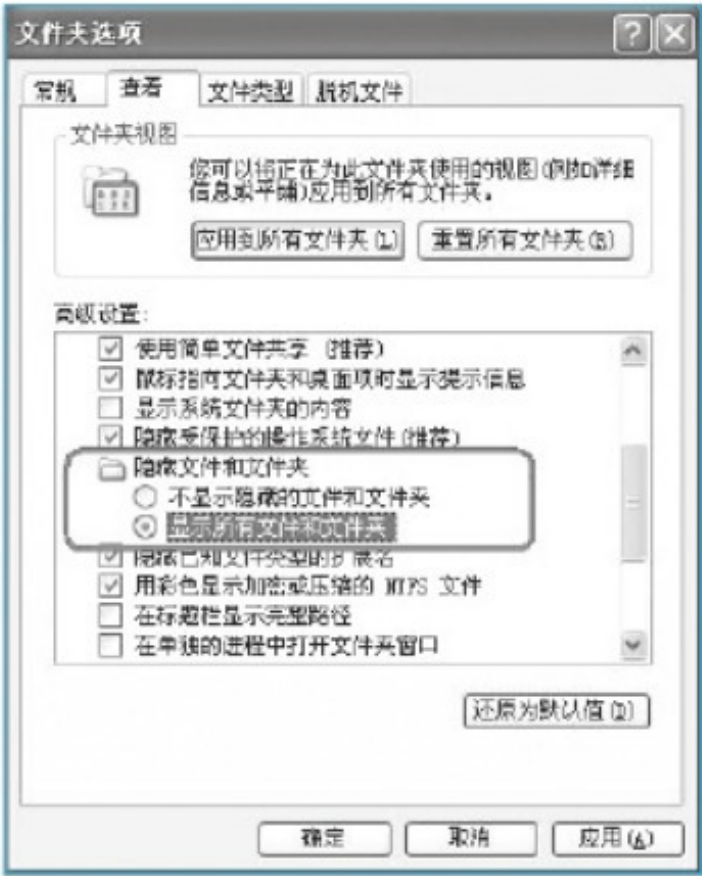 文件夹选项
常规 查看 文件类型 脱机文件
文件夹视图
您可以将正在为此文件夹使用的视图(例如详细
信息或平铺)应用到所有文件夹。
应用到所有文件夹(L) 重置所有文件夹(R)
高级设置:
使用简单文件共享 (推荐)
鼠标指向文件夹和桌面项时显示提示信息
显示系统文件夹的内容
隐藏受保护的操作系统文件(推荐)
隐藏文件和文件夹
不显示隐藏的文件和文件夹
显示所有文件和文件夹
隐藏已知文件类型的扩展名
用彩色显示加密或压缩的 NTFS 文件
在标题栏显示完整路径
在单独的进程中打开文件夹窗口
还原为默认值(D)
确定 取消 应用(A)